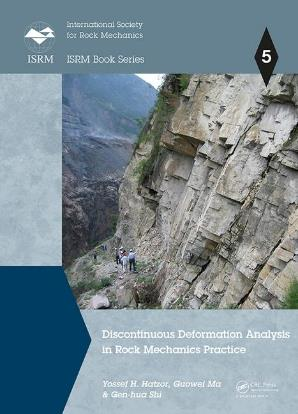 International Society
for Rock Mechanics
ISRM
ISRM Book Series
5
Discontinuous Deformation Analysis
in Rock Mechanics Practice
Yossef H. Hatzor, Guowei Ma
& Gen-hua Shi
CRC Press